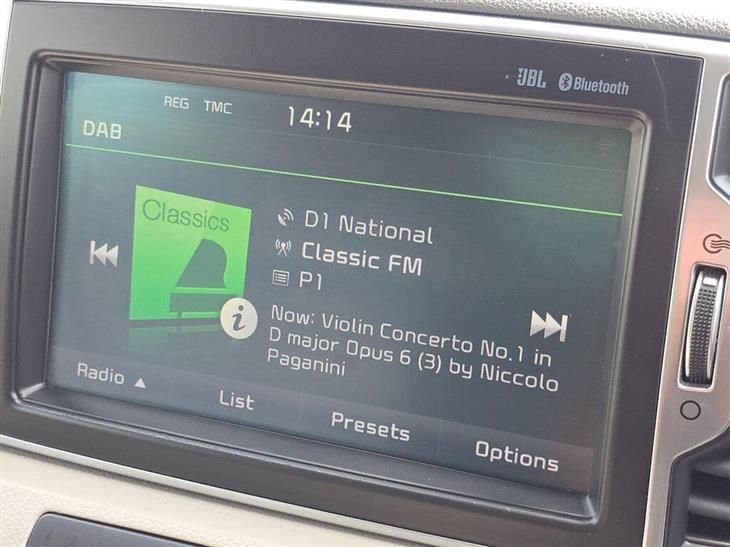 JBL Bluetooth
REG TMC 14:14
DAB
Classics
D1 National
Classic FM
P1
i
Now: Violin Concerto No.1 in
D major Opus 6 (3) by Niccolo
Paganini
Radio ▲ List Presets Options